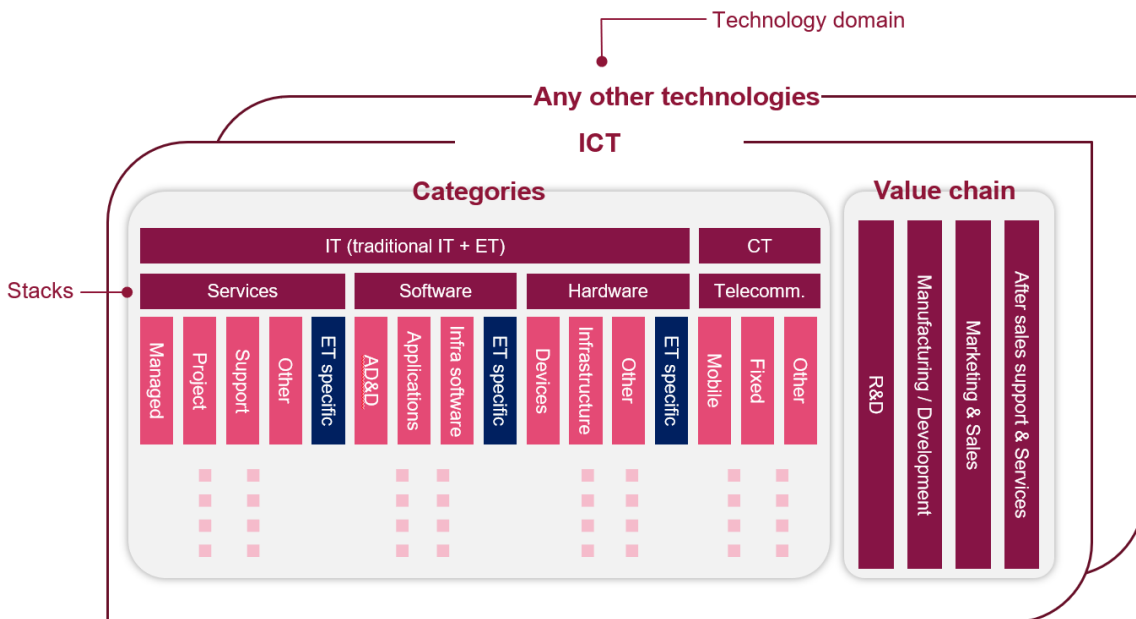 Technology domain
Any other technologies
ICT
Categories
Value chain
IT (traditional IT + ET)
CT
Stacks
Services
Software
Hardware
Telecomm.
Managed
Project
Support
Other
ET specific
AD&D
Applications
Infra software
ET specific
Devices
Infrastructure
Other
ET specific
Mobile
Fixed
Other
R&D
Manufacturing / Development
Marketing & Sales
After sales support & Services